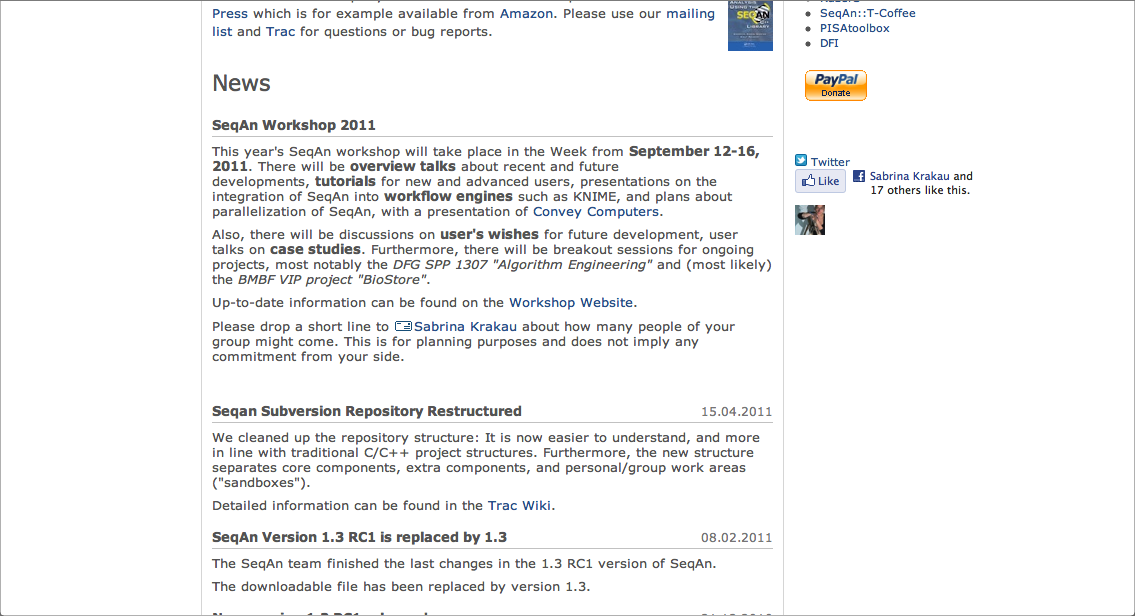 Press which is for example available from Amazon. Please use our mailing
list and Trac for questions or bug reports.
ANALYSIS
USING THE
SEQAN
LIBRARY
News
SeqAn Workshop 2011
This year's SeqAn workshop will take place in the Week from September 12-16,
2011. There will be overview talks about recent and future
developments, tutorials for new and advanced users, presentations on the
integration of SeqAn into workflow engines such as KNIME, and plans about
parallelization of SeqAn, with a presentation of Convey Computers.
Also, there will be discussions on user's wishes for future development, user
talks on case studies. Furthermore, there will be breakout sessions for ongoing
projects, most notably the DFG SPP 1307 "Algorithm Engineering" and (most likely)
the BMBF VIP project "BioStore".
Up-to-date information can be found on the Workshop Website.
Please drop a short line to Sabrina Krakau about how many people of your
group might come. This is for planning purposes and does not imply any
commitment from your side.
Seqan Subversion Repository Restructured 15.04.2011
We cleaned up the repository structure: It is now easier to understand, and more
in line with traditional C/C++ project structures. Furthermore, the new structure
separates core components, extra components, and personal/group work areas
("sandboxes").
Detailed information can be found in the Trac Wiki.
SeqAn Version 1.3 RC1 is replaced by 1.3 08.02.2011
The SeqAn team finished the last changes in the 1.3 RC1 version of SeqAn.
The downloadable file has been replaced by version 1.3.
SeqAn::T-Coffee
PISAtoolbox
DFI
PayPal
Donate
Twitter
Like
Sabrina Krakau and
17 others like this.